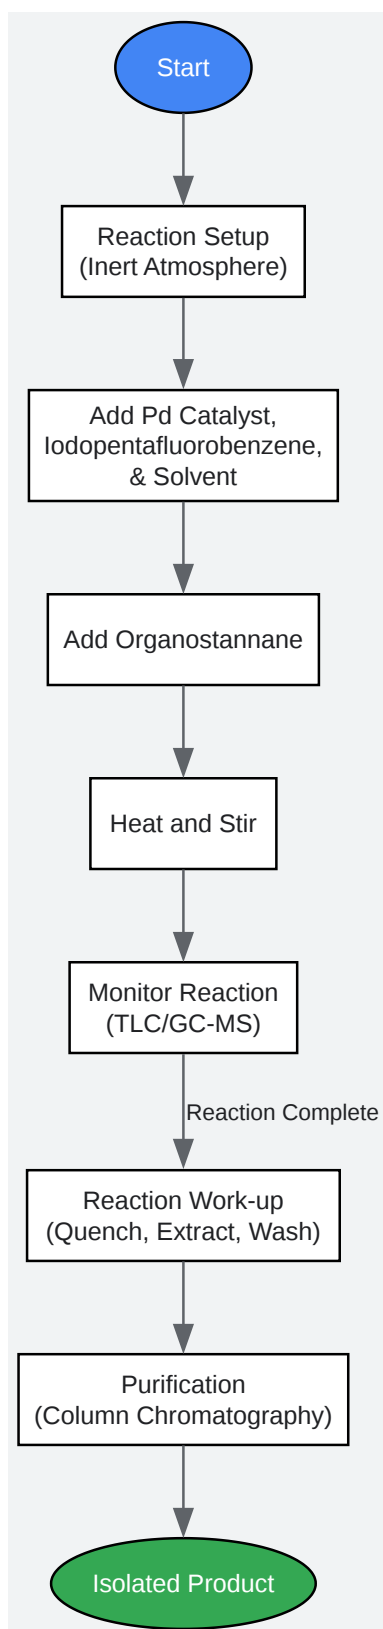 Start
Reaction Setup
(Inert Atmosphere)
Add Pd Catalyst,
Iodopentafluorobenzene,
& Solvent
Add Organostannane
Heat and Stir
Monitor Reaction
(TLC/GC-MS)
Reaction Complete
Reaction Work-up
(Quench, Extract, Wash)
Purification
(Column Chromatography)
Isolated Product